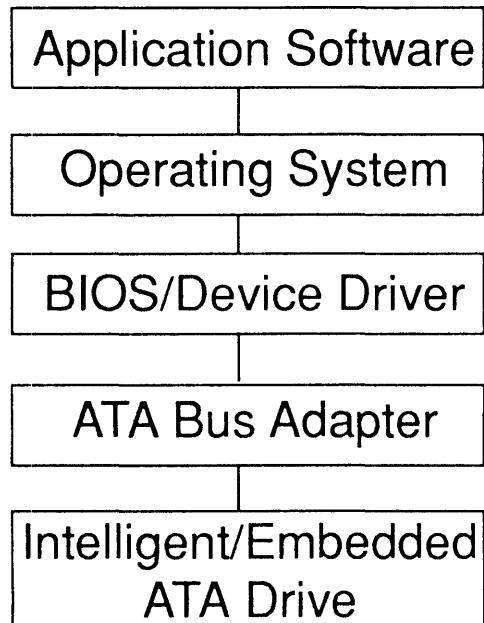 Application Software
Operating System
BIOS/Device Driver
ATA Bus Adapter
Intelligent/Embedded
ATA Drive